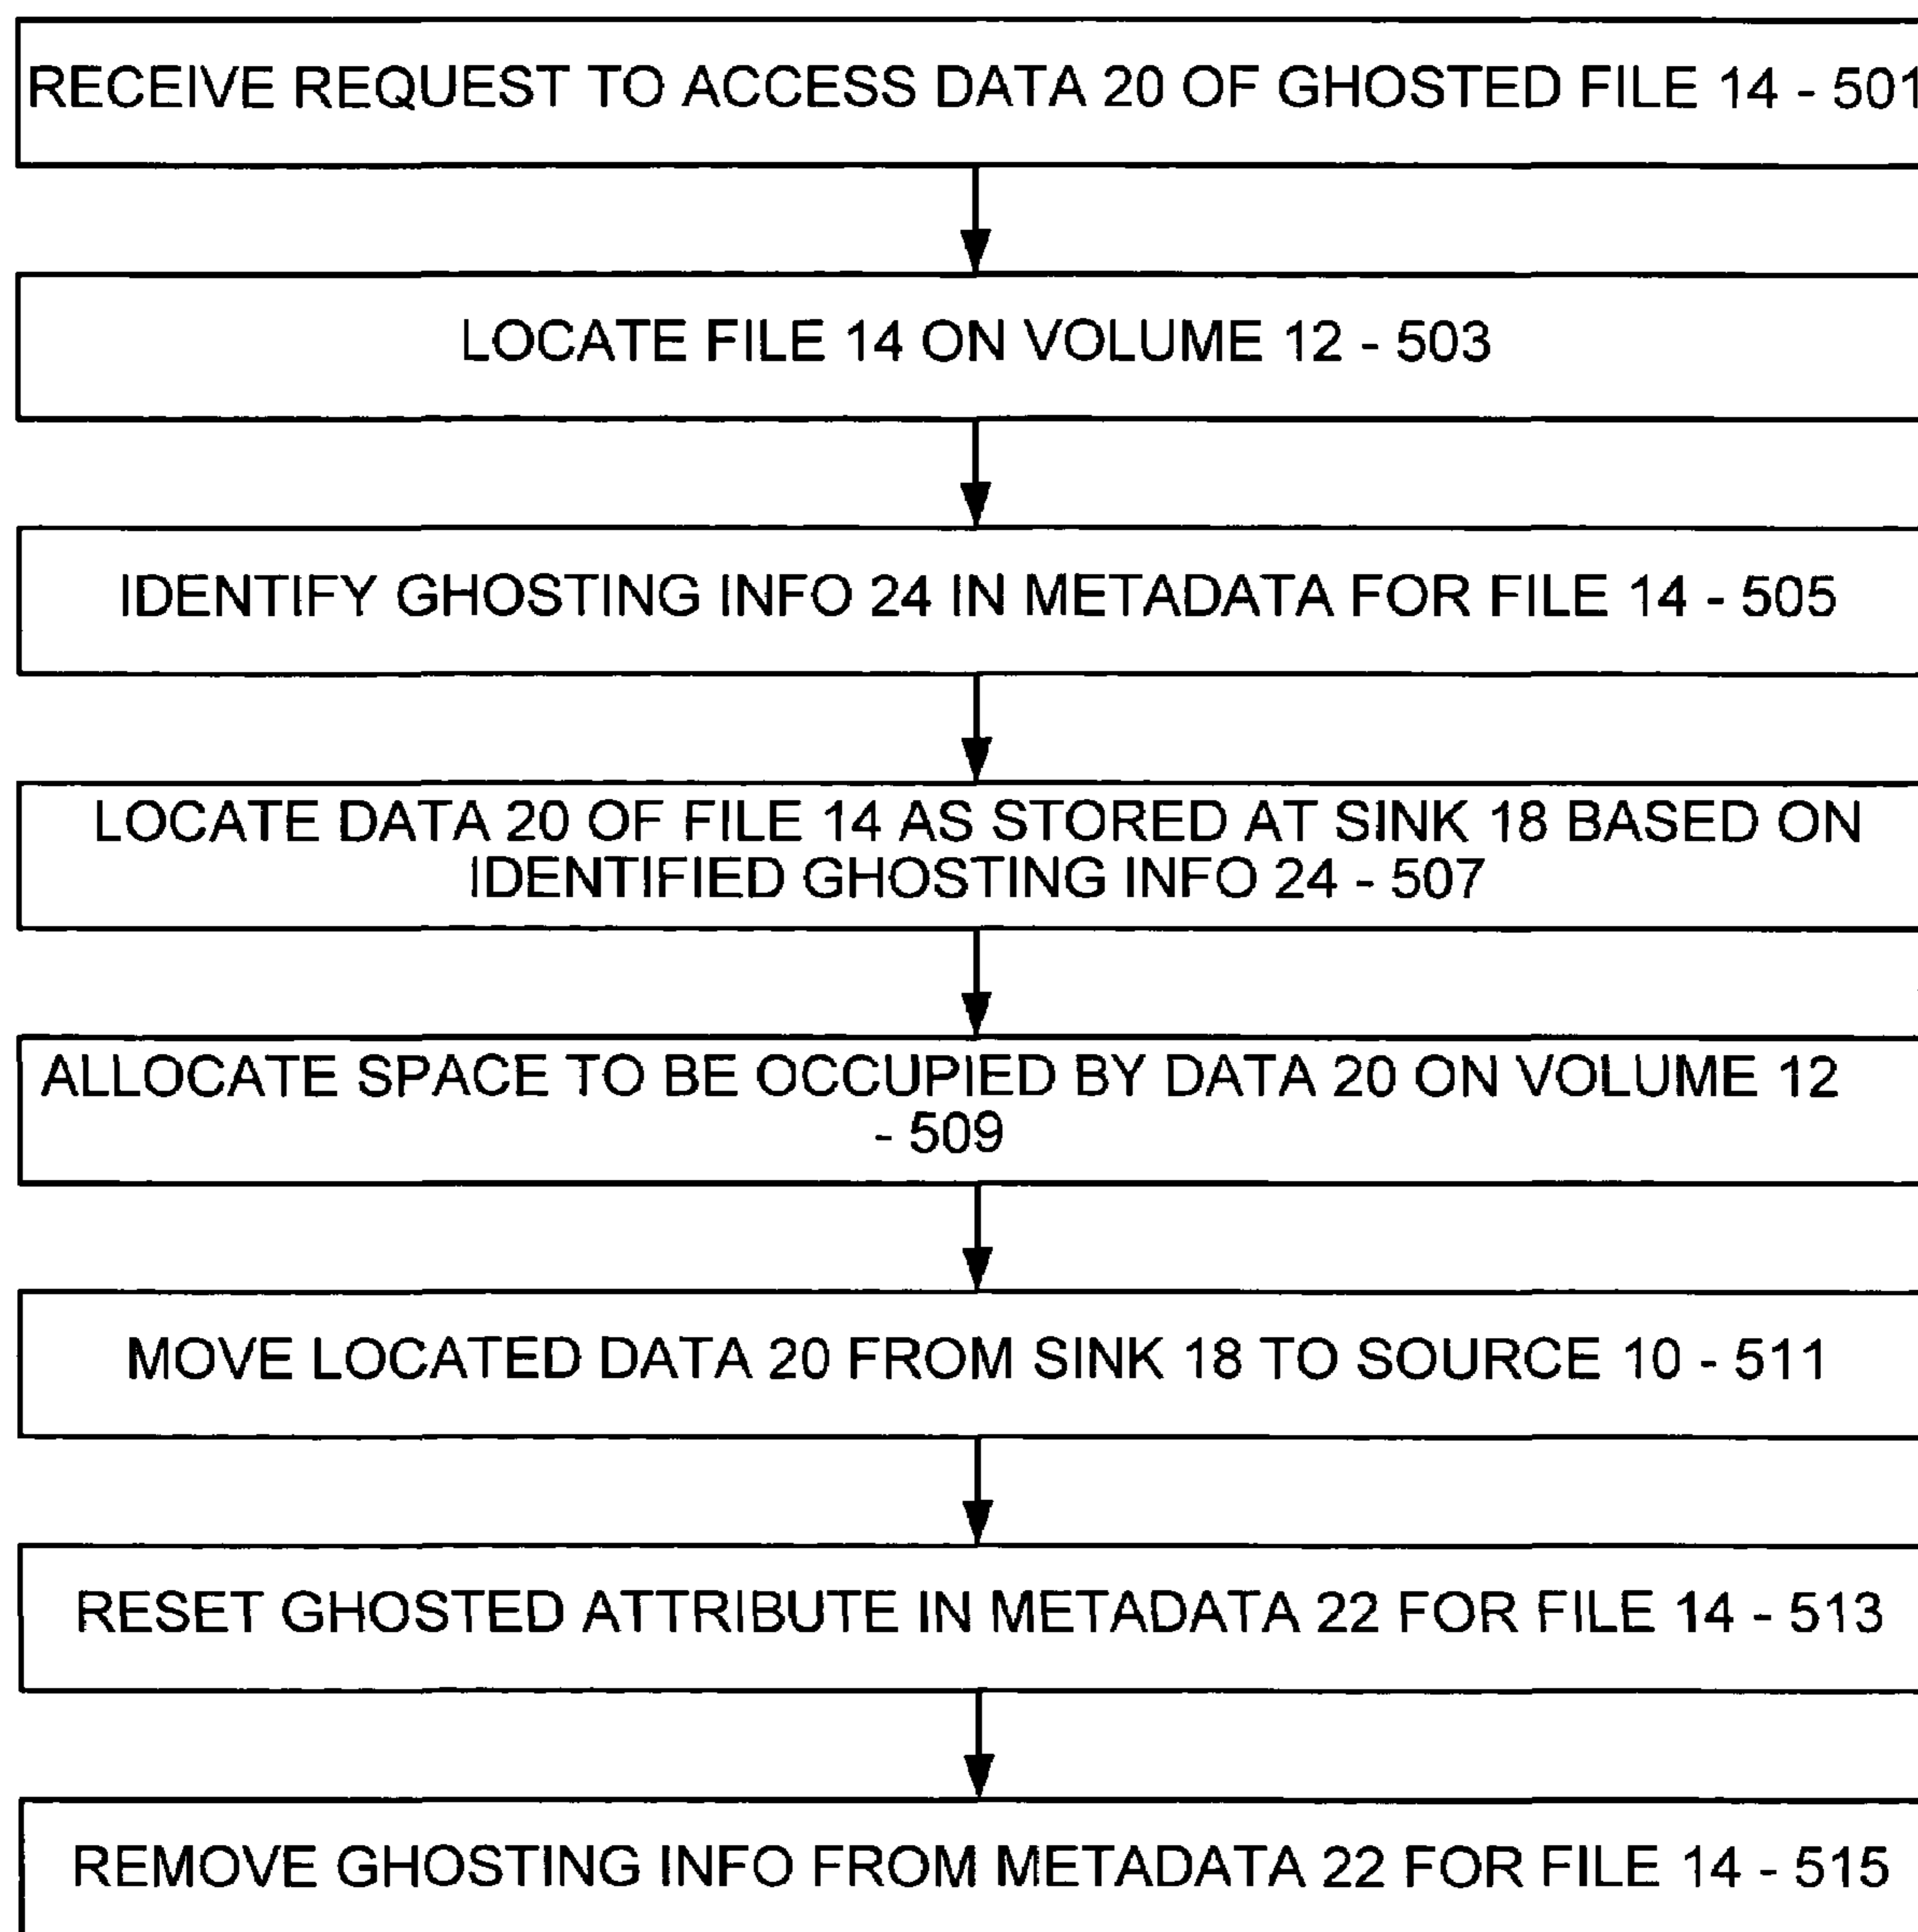 RECEIVE REQUEST TO ACCESS DATA 20 OF GHOSTED FILE 14 - 501
LOCATE FILE 14 ON VOLUME 12 - 503
IDENTIFY GHOSTING INFO 24 IN METADATA FOR FILE 14 - 505
LOCATE DATA 20 OF FILE 14 AS STORED AT SINK 18 BASED ON
IDENTIFIED GHOSTING INFO 24 - 507
ALLOCATE SPACE TO BE OCCUPIED BY DATA 20 ON VOLUME 12
- 509
MOVE LOCATED DATA 20 FROM SINK 18 TO SOURCE 10 - 511
RESET GHOSTED ATTRIBUTE IN METADATA 22 FOR FILE 14 - 513
REMOVE GHOSTING INFO FROM METADATA 22 FOR FILE 14 - 515